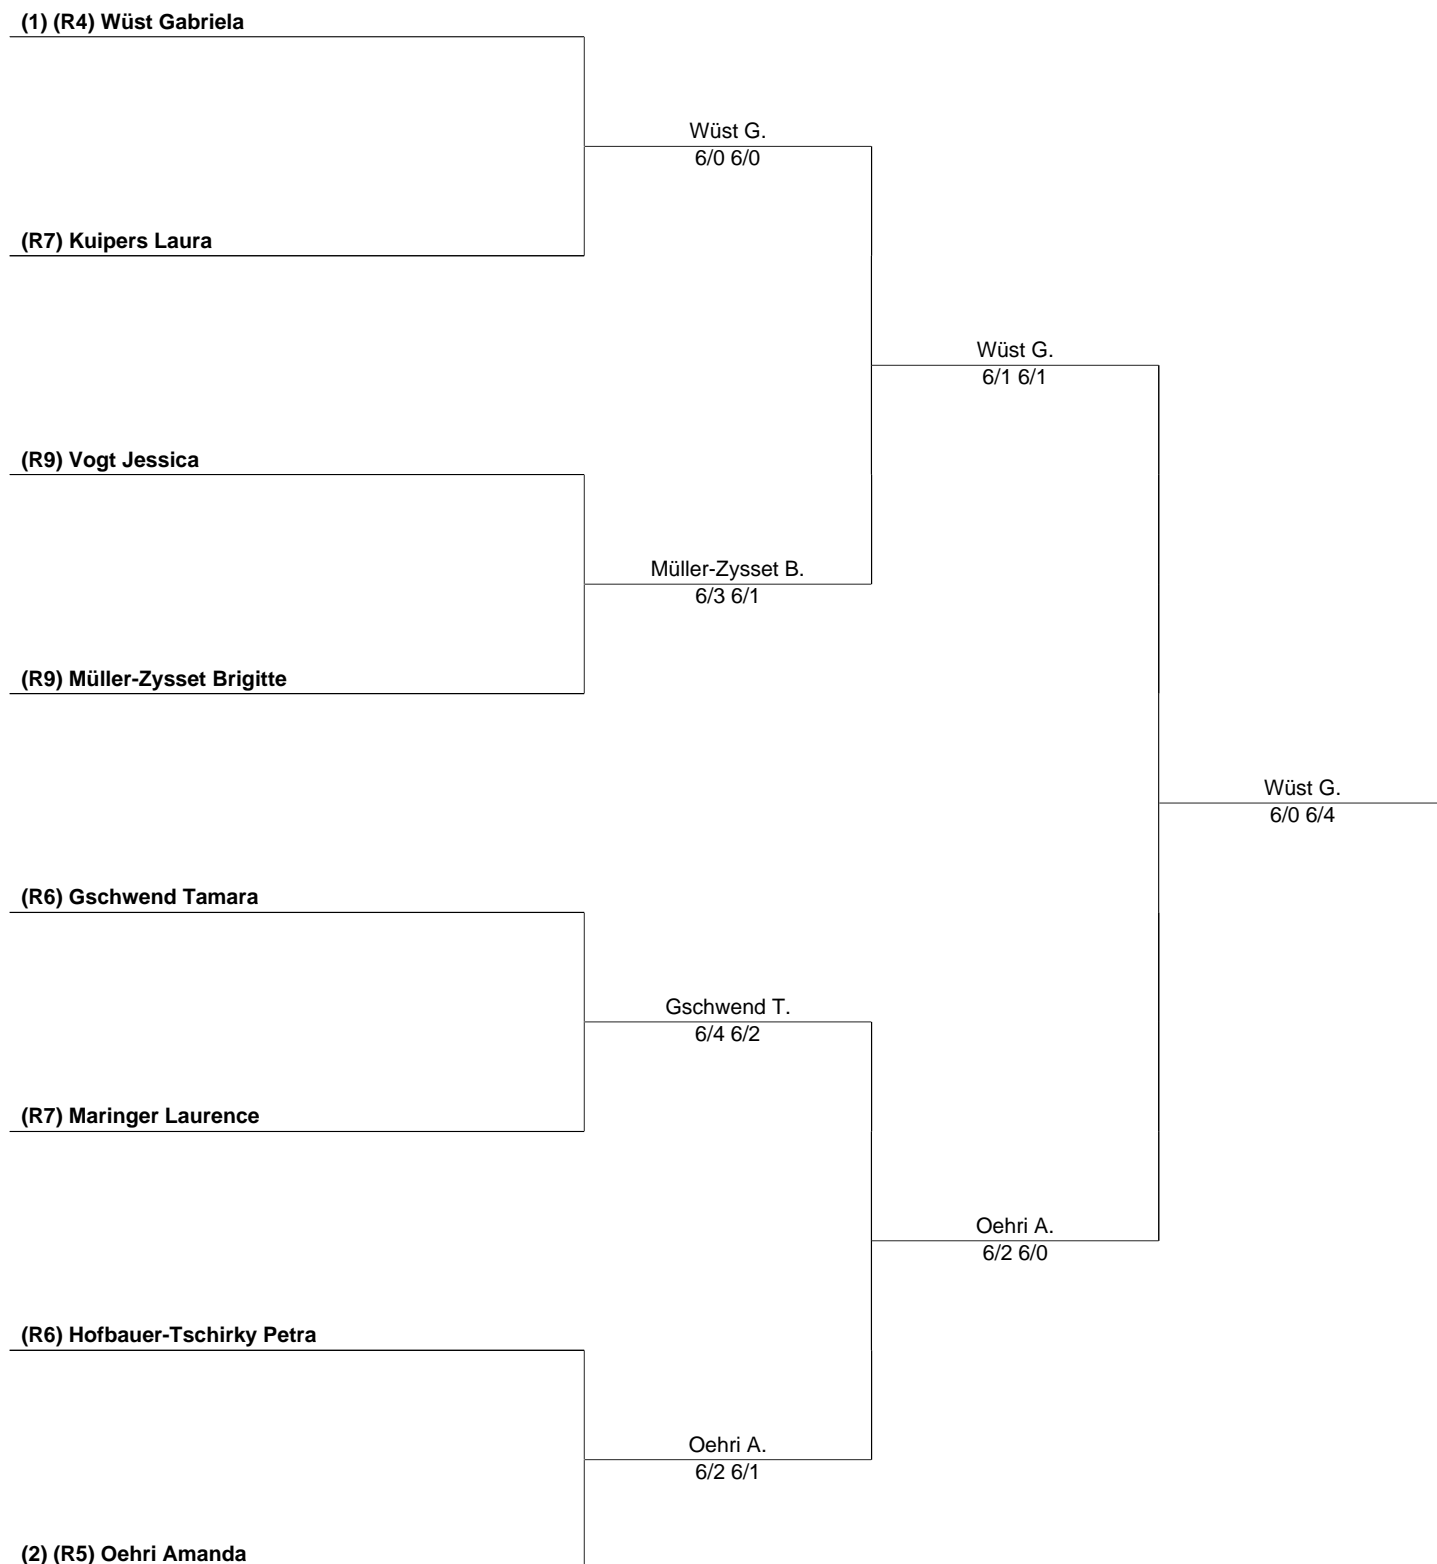 (1) (R4) Wüst Gabriela
Wüst G.
6/0 6/0
(R7) Kuipers Laura
Wüst G.
6/1 6/1
(R9) Vogt Jessica
Müller-Zysset B.
6/3 6/1
(R9) Müller-Zysset Brigitte
Wüst G.
6/0 6/4
(R6) Gschwend Tamara
Gschwend T.
6/4 6/2
(R7) Maringer Laurence
Oehri A.
6/2 6/0
(R6) Hofbauer-Tschirky Petra
Oehri A.
6/2 6/1
(2) (R5) Oehri Amanda